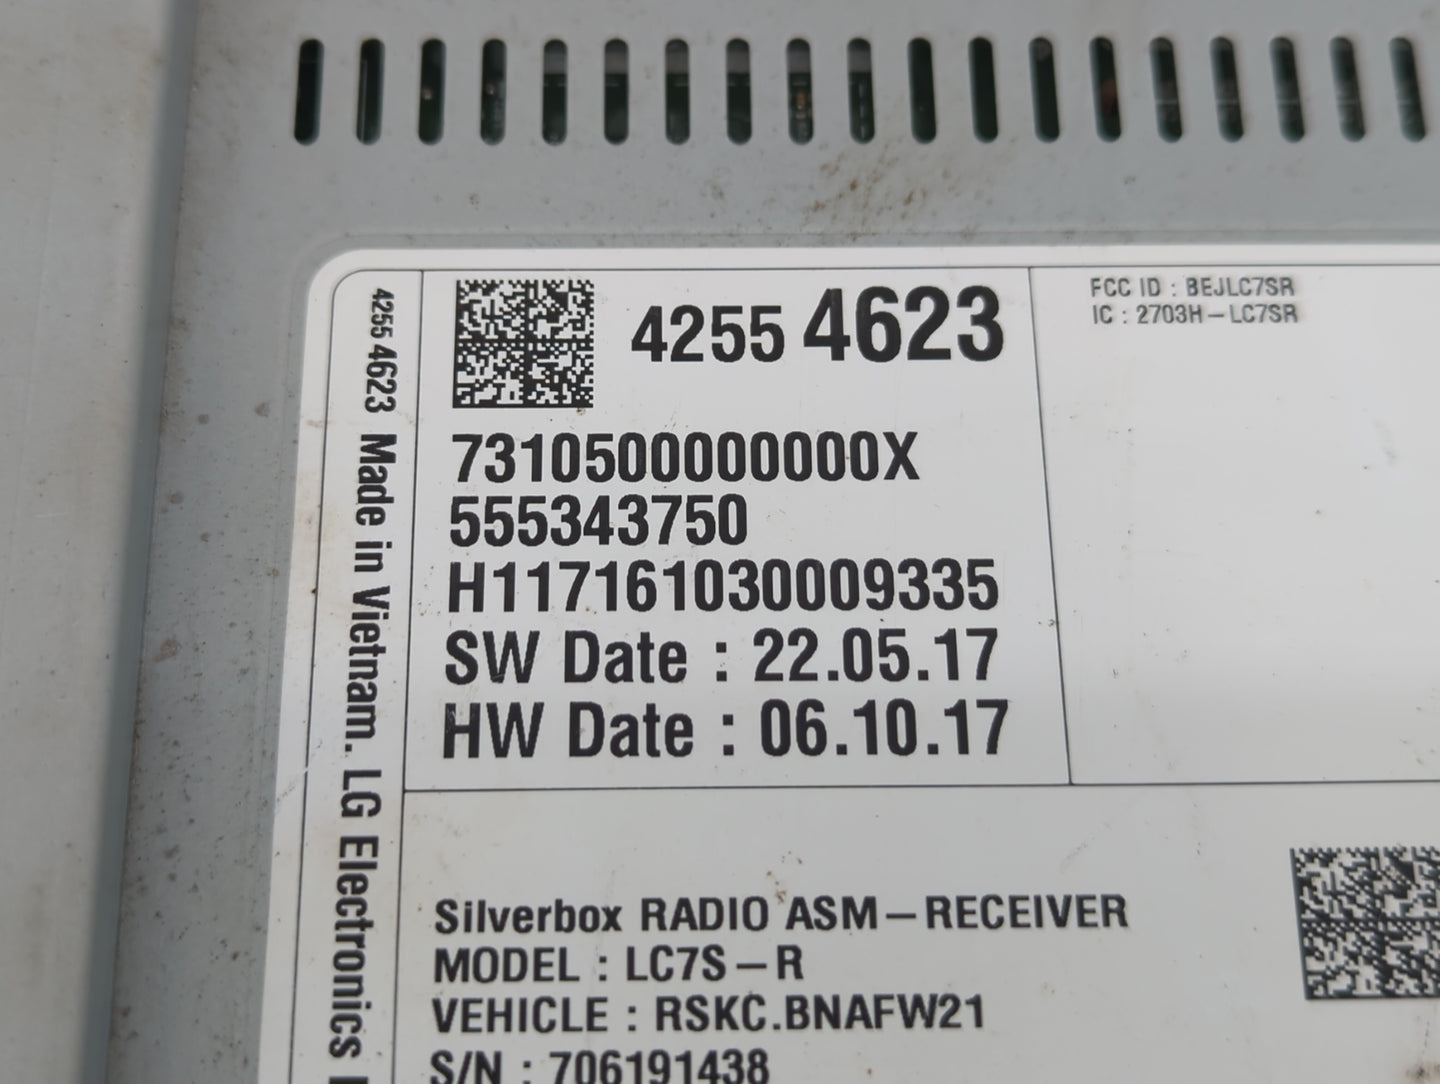 4255 4623
7310500000000X
555343750
H117161030009335
SW Date : 22.05.17
HW Date : 06.10.17
FCC ID : BEJLC7SR
IC : 2703H-LC7SR
Silverbox RADIO ASM-RECEIVER
MODEL : LC7S-R
VEHICLE : RSKC.BNAFW21
S/N : 706191438
4255 4623 Made in Vietnam. LG Electronics